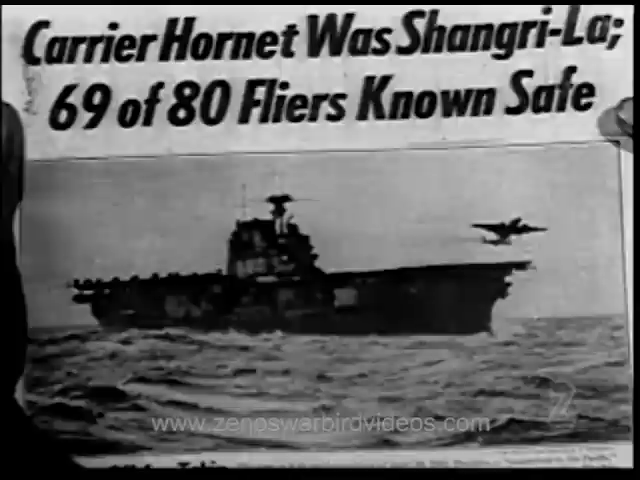 Carrier Hornet Was Shangri-La;
69 of 80 Fliers Known Safe
www.zenoswarbirdvideos.com